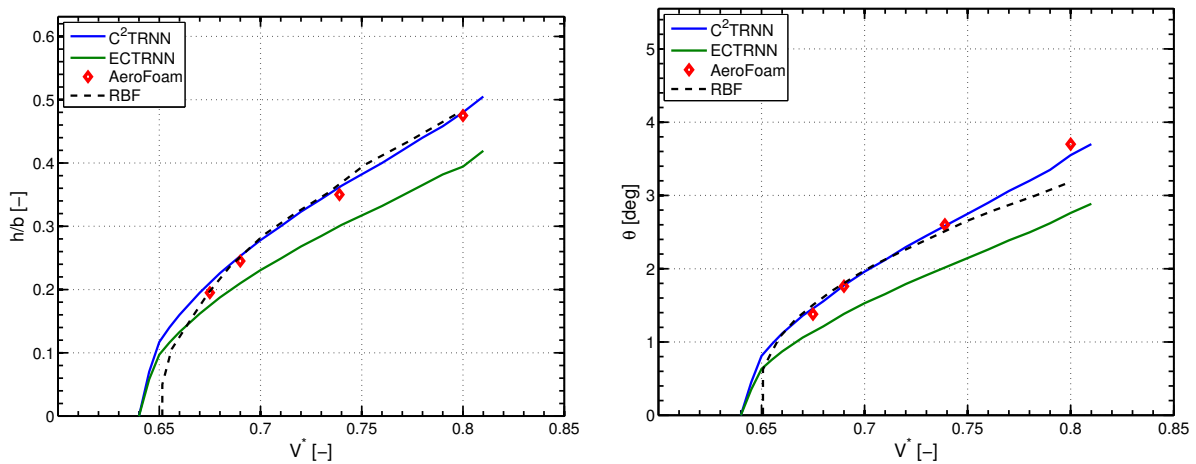 C²TRNN
ECTRNN
AeroFoam
RBF
0.6
0.5
0.4
0.3
0.2
0.1
0
h/b [–]
0.65
0.7
0.75
0.8
0.85
V* [–]
C²TRNN
ECTRNN
AeroFoam
RBF
5
4
3
2
1
0
θ [deg]
0.65
0.7
0.75
0.8
0.85
V* [–]